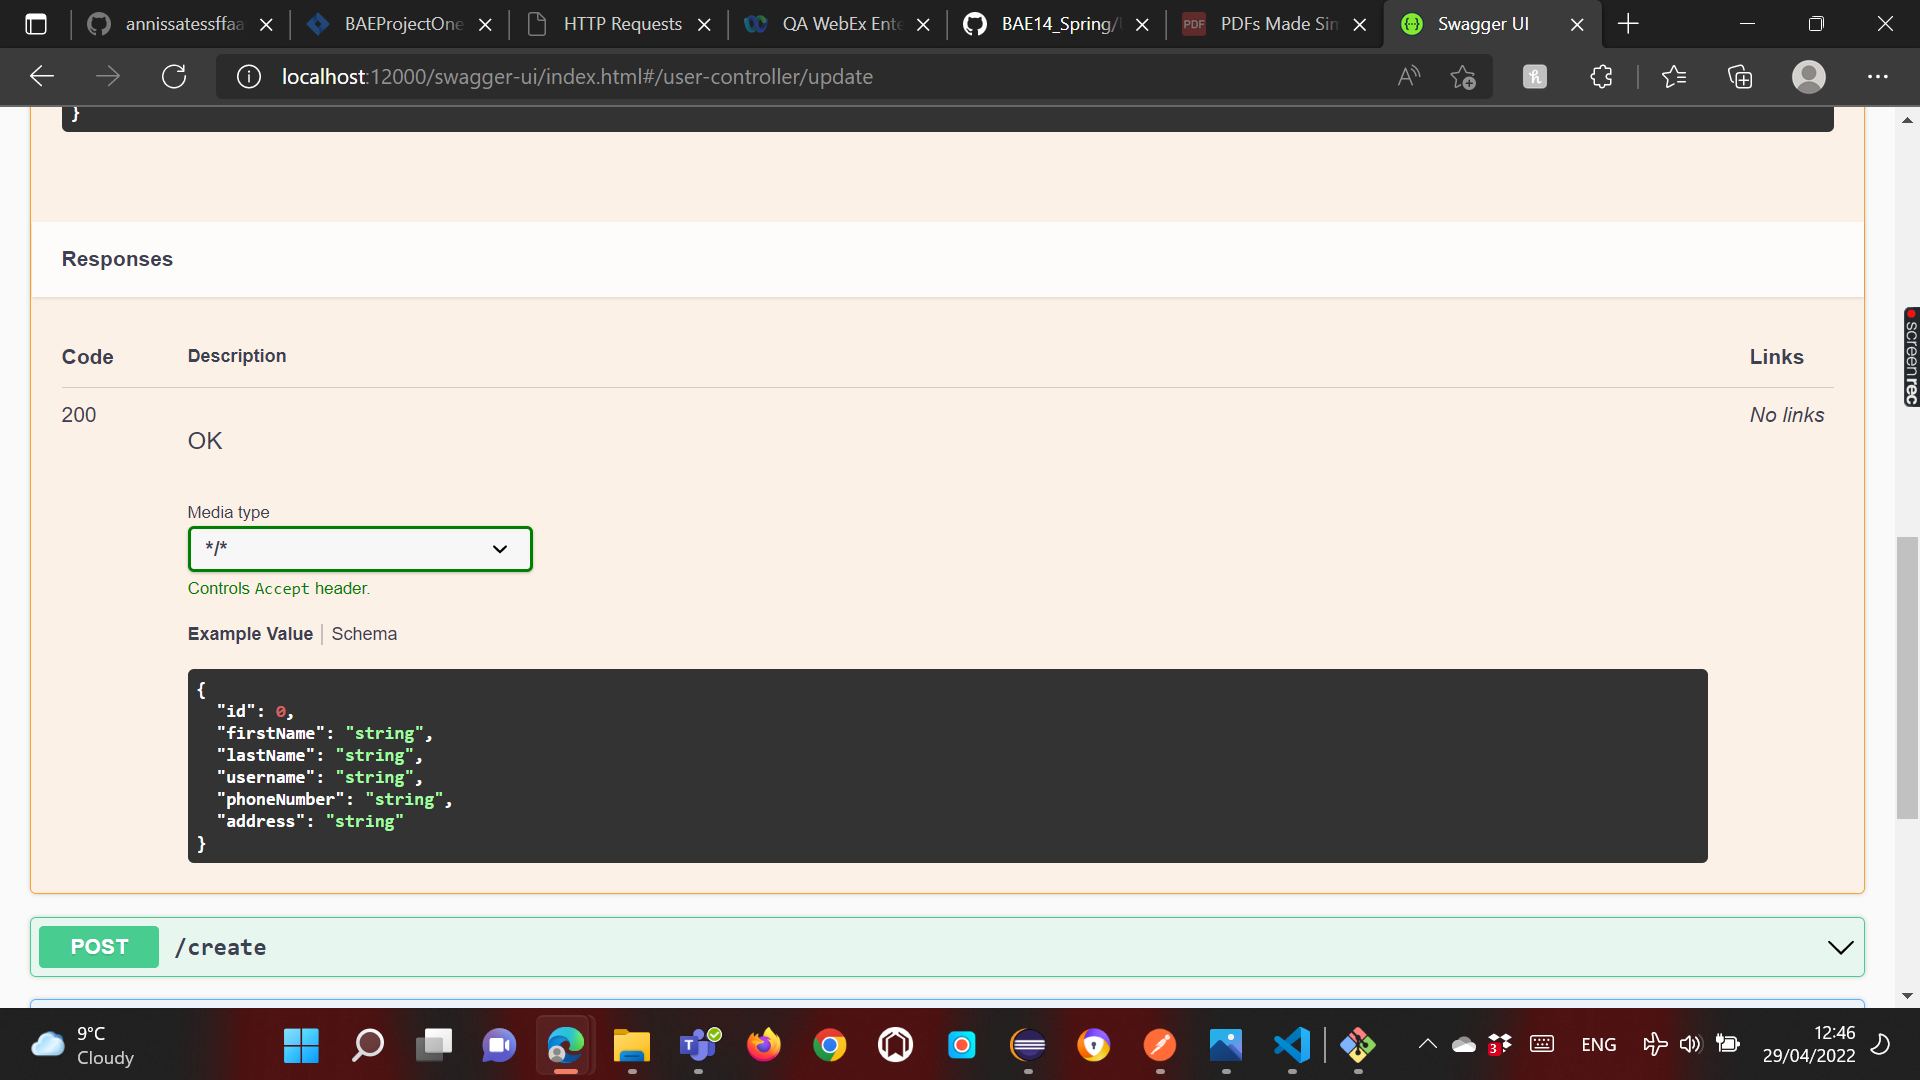 annissatessffaa
BAEProjectOne
HTTP Requests
QA WebEx Ente
BAE14_Spring/
PDF
PDFs Made Sim
Swagger UI
localhost:12000/swagger-ui/index.html#/user-controller/update
}
Responses
Code
Description
Links
200
OK
No links
Media type
*/*
Controls Accept header.
Example Value
Schema
{
"id": 0,
"firstName": "string",
"lastName": "string",
"username": "string",
"phoneNumber": "string",
"address": "string"
}
POST
/create
screenrec
9°C
Cloudy
3
ENG
12:46
29/04/2022